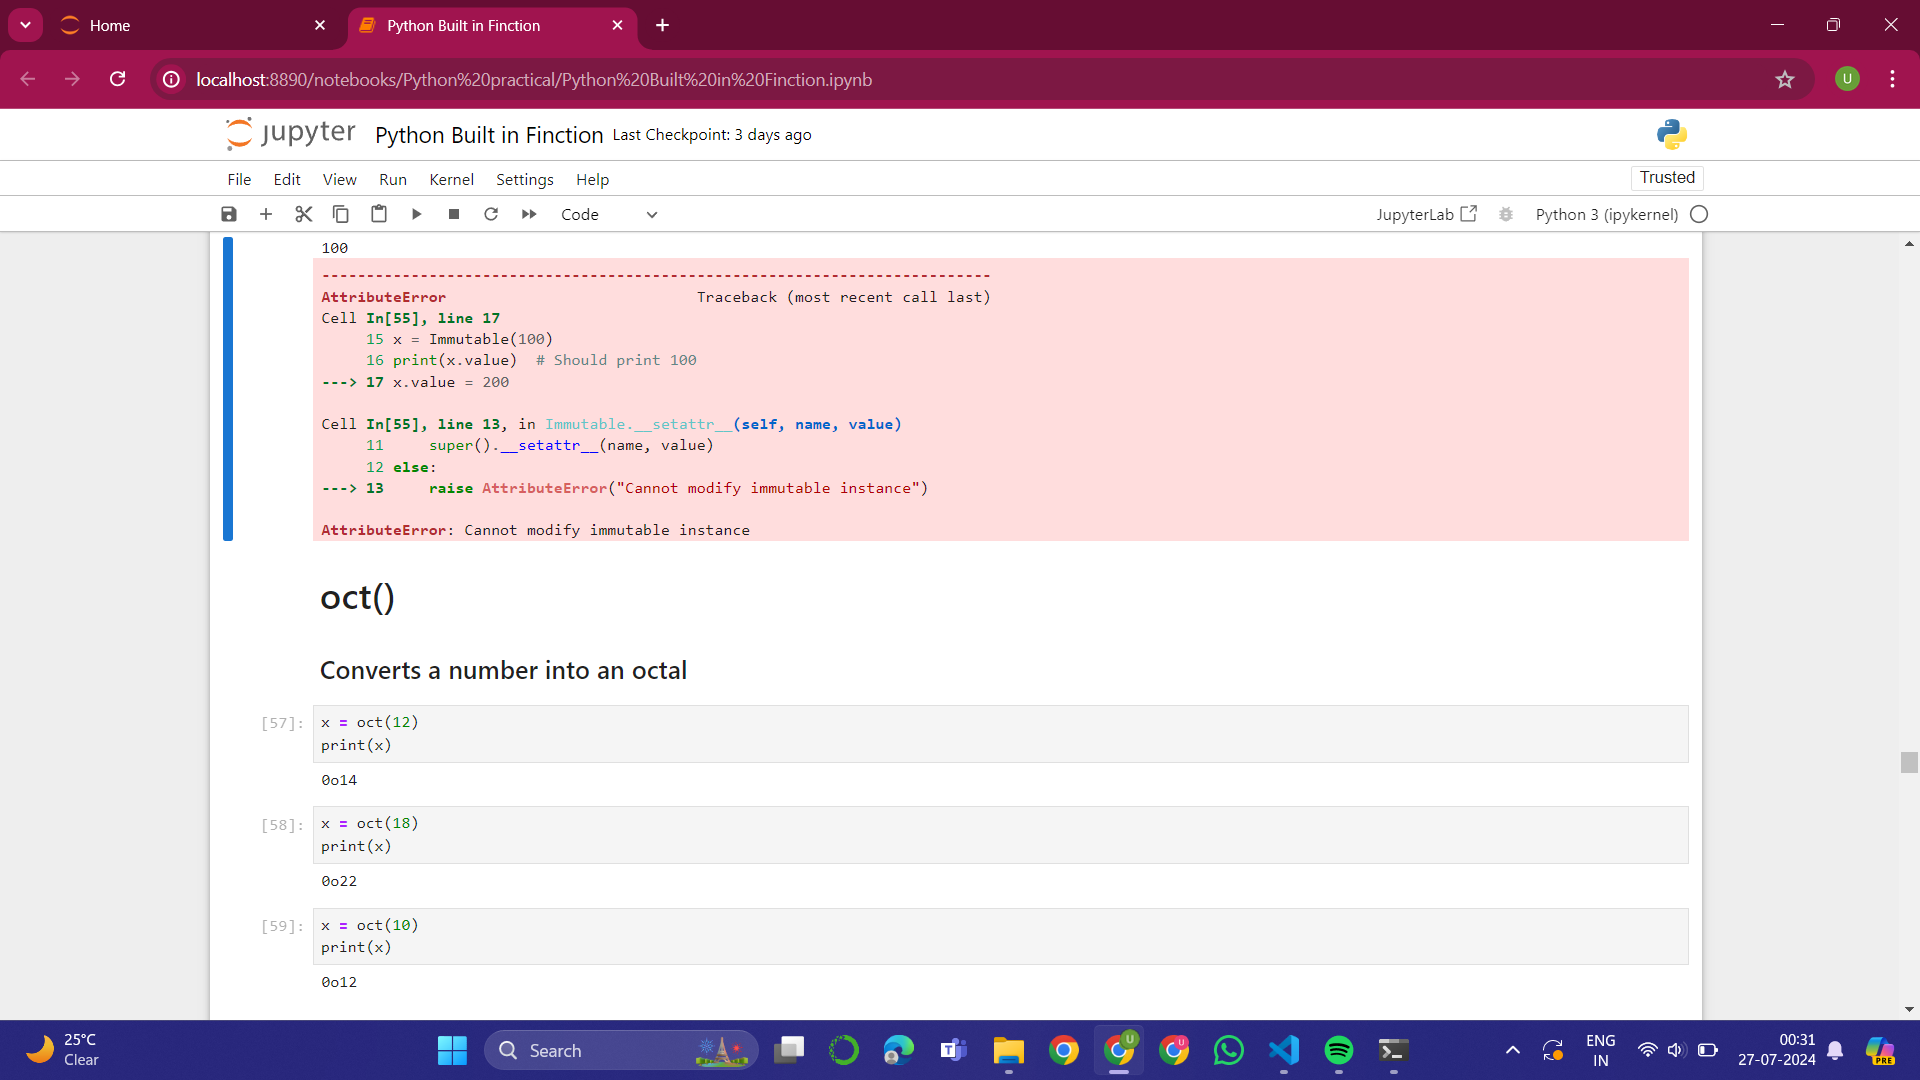 Home
Python Built in Finction
localhost:8890/notebooks/Python%20practical/Python%20Built%20in%20Finction.ipynb
U
jupyter Python Built in Finction Last Checkpoint: 3 days ago
File Edit View Run Kernel Settings Help
Trusted
Code
JupyterLab
Python 3 (ipykernel)
100
---------------------------------------------------------------------------
AttributeError Traceback (most recent call last)
Cell In[55], line 17
15 x = Immutable(100)
16 print(x.value)  # Should print 100
---> 17 x.value = 200
Cell In[55], line 13, in Immutable.__setattr__(self, name, value)
11     super().__setattr__(name, value)
12 else:
---> 13     raise AttributeError("Cannot modify immutable instance")
AttributeError: Cannot modify immutable instance
oct()
Converts a number into an octal
[57]: x = oct(12)
print(x)
0o14
[58]: x = oct(18)
print(x)
0o22
[59]: x = oct(10)
print(x)
0o12
25°C
Clear
Search
U
U
ENG
IN
00:31
27-07-2024
PRE